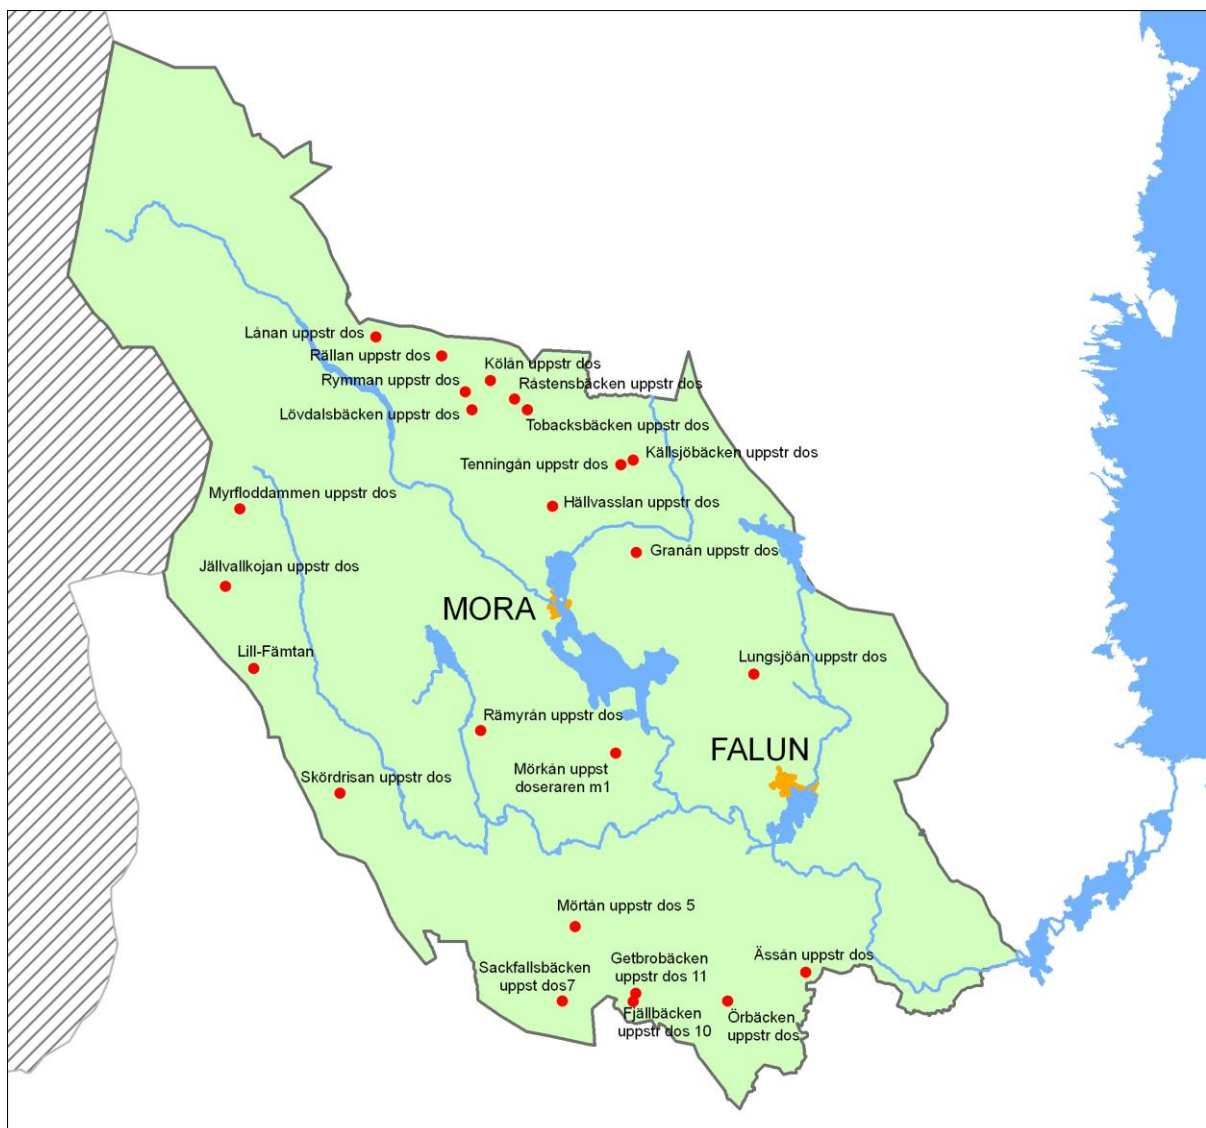 Lånan uppstr dos
Rällan uppstr dos
Kölån uppstr dos
Rymman uppstr dos
Råstensbäcken uppstr dos
Lövdalsbäcken uppstr dos
Tobacksbäcken uppstr dos
Källsjöbäcken uppstr dos
Tenningån uppstr dos
Myrfloddammen uppstr dos
Hällvasslan uppstr dos
Granån uppstr dos
Jällvallkojan uppstr dos
MORA
Lill-Fämtan
Lungsjöån uppstr dos
Rämyrån uppstr dos
FALUN
Mörkån uppst
doseraren m1
Skördrisan uppstr dos
Mörtån uppstr dos 5
Ässån uppstr dos
Getbrobäcken
uppstr dos 11
Sackfallsbäcken
uppst dos7
Fjällbäcken
uppstr dos 10
Örbäcken
uppstr dos